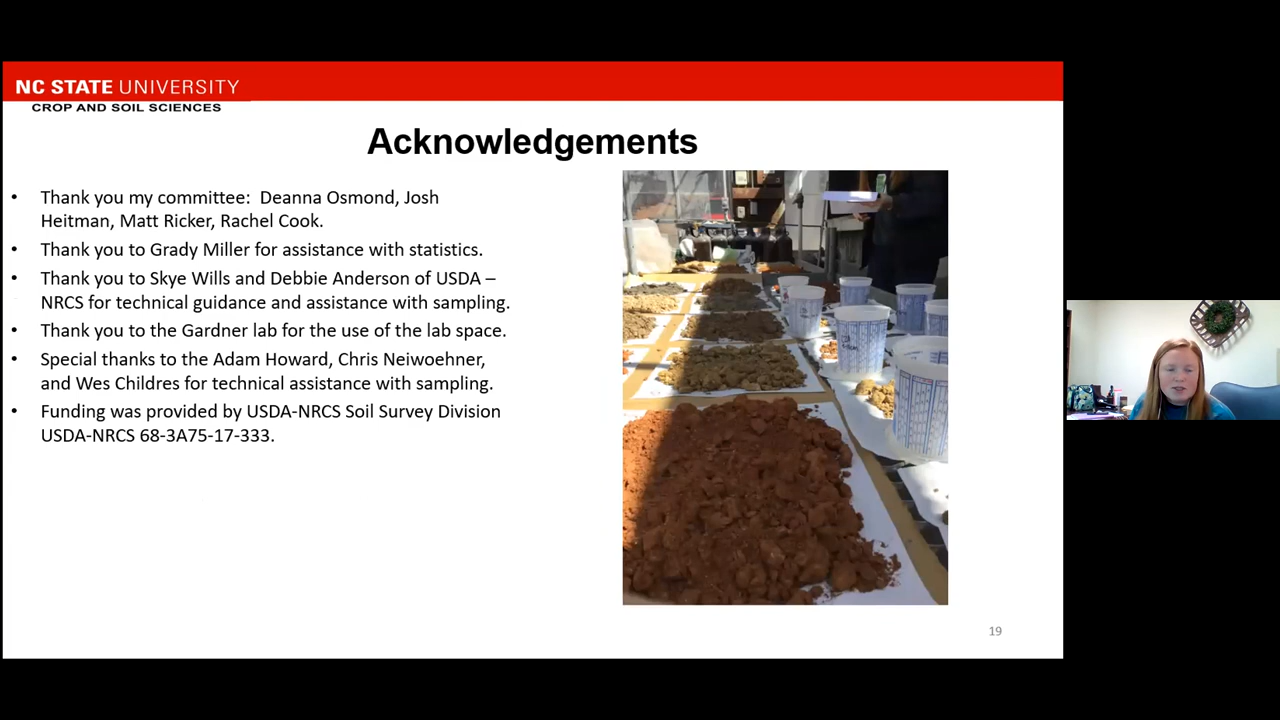 NC STATE UNIVERSITY
CROP AND SOIL SCIENCES
Acknowledgements
• Thank you my committee: Deanna Osmond, Josh
Heitman, Matt Ricker, Rachel Cook.
• Thank you to Grady Miller for assistance with statistics.
• Thank you to Skye Wills and Debbie Anderson of USDA –
NRCS for technical guidance and assistance with sampling.
• Thank you to the Gardner lab for the use of the lab space.
• Special thanks to the Adam Howard, Chris Neiwoehner,
and Wes Childres for technical assistance with sampling.
• Funding was provided by USDA-NRCS Soil Survey Division
USDA-NRCS 68-3A75-17-333.
19